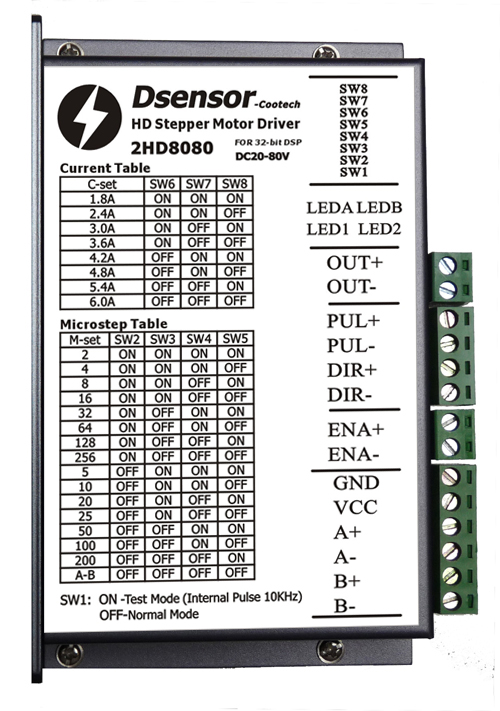 Dsensor-Cootech
HD Stepper Motor Driver
2HD8080 FOR 32-bit DSP
DC20-80V
Current Table
C-set SW6 SW7 SW8
1.8A ON ON ON
2.4A ON ON OFF
3.0A ON OFF ON
3.6A ON OFF OFF
4.2A OFF ON ON
4.8A OFF ON OFF
5.4A OFF OFF ON
6.0A OFF OFF OFF
Microstep Table
M-set SW2 SW3 SW4 SW5
2 ON ON ON ON
4 ON ON ON OFF
8 ON ON OFF ON
16 ON ON OFF OFF
32 ON OFF ON ON
64 ON OFF ON OFF
128 ON OFF OFF ON
256 ON OFF OFF OFF
5 OFF ON ON ON
10 OFF ON ON OFF
20 OFF ON OFF ON
25 OFF ON OFF OFF
50 OFF OFF ON ON
100 OFF OFF ON OFF
200 OFF OFF OFF ON
A-B OFF OFF OFF OFF
SW1: ON -Test Mode (Internal Pulse 10KHz)
OFF-Normal Mode
SW8
SW7
SW6
SW5
SW4
SW3
SW2
SW1
LEDA LEDB
LED1 LED2
OUT+
OUT-
PUL+
PUL-
DIR+
DIR-
ENA+
ENA-
GND
VCC
A+
A-
B+
B-